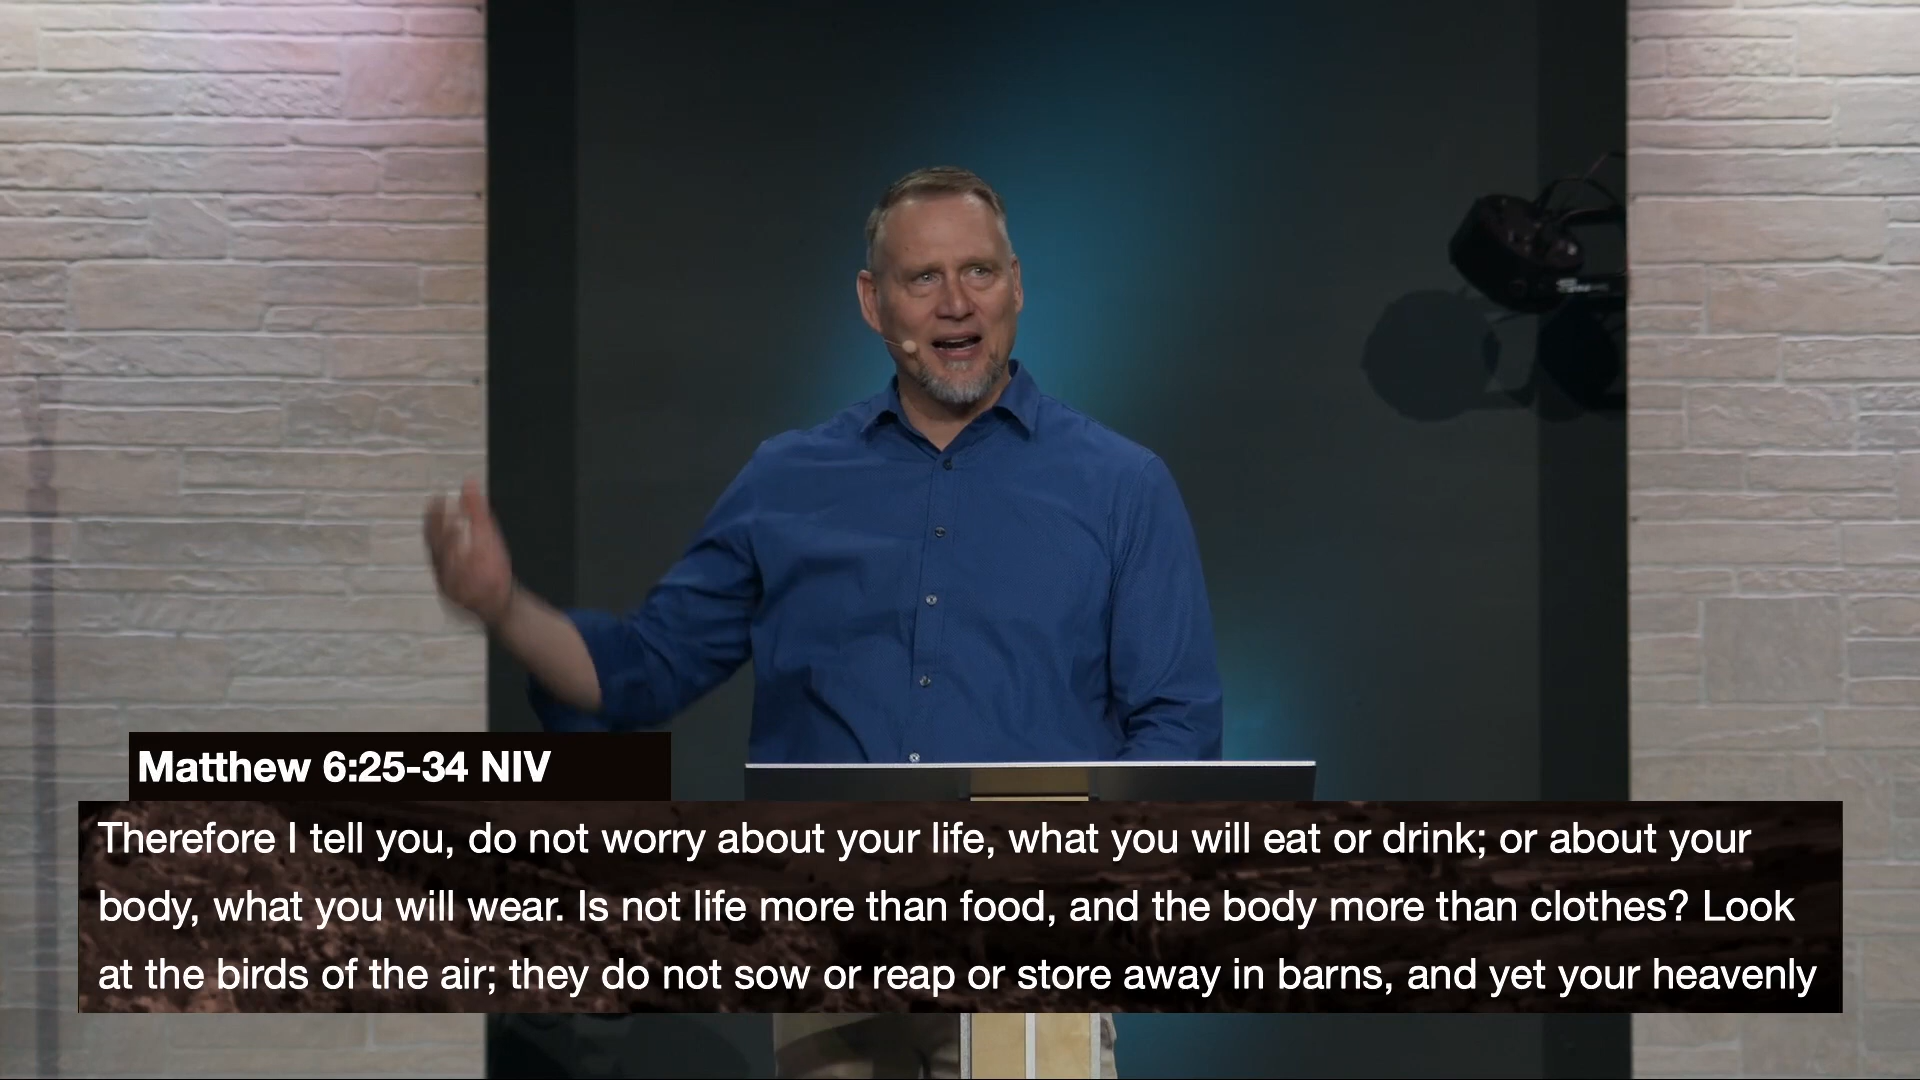 Matthew 6:25-34 NIV
Therefore I tell you, do not worry about your life, what you will eat or drink; or about your
body, what you will wear. Is not life more than food, and the body more than clothes? Look
at the birds of the air; they do not sow or reap or store away in barns, and yet your heavenly